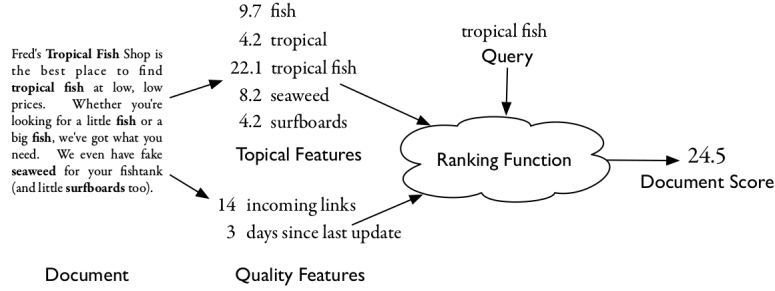 Fred's Tropical Fish Shop is
the best place to find
tropical fish at low, low
prices. Whether you're
looking for a little fish or a
big fish, we've got what you
need. We even have fake
seaweed for your fishtank
(and little surfboards too).
Document
9.7 fish
4.2 tropical
22.1 tropical fish
8.2 seaweed
4.2 surfboards
Topical Features
14 incoming links
3 days since last update
Quality Features
tropical fish
Query
Ranking Function
24.5
Document Score